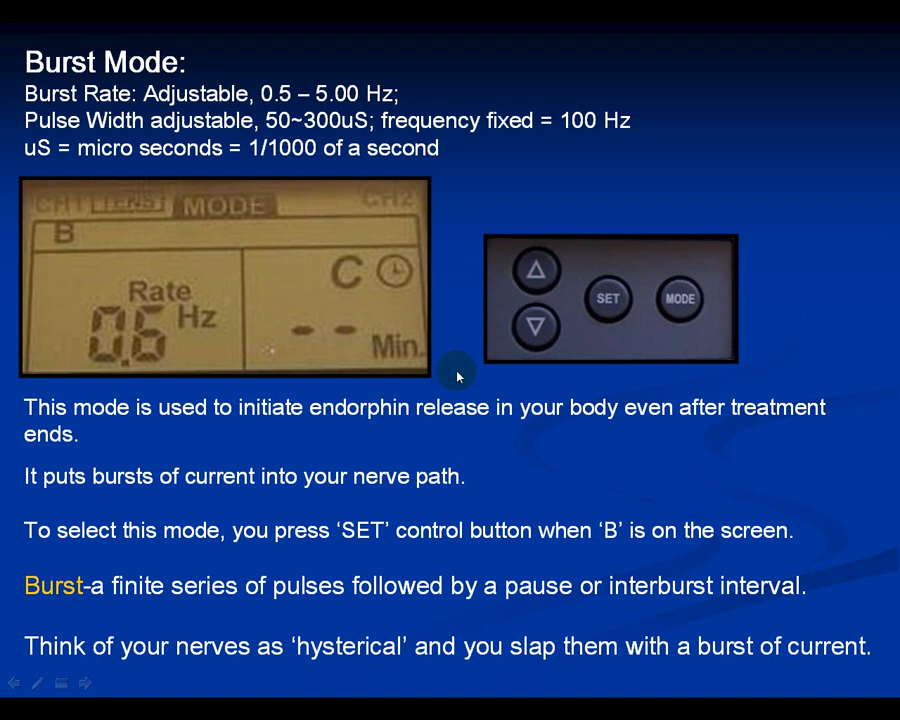 Burst Mode:
Burst Rate: Adjustable, 0.5 – 5.00 Hz;
Pulse Width adjustable, 50~300uS; frequency fixed = 100 Hz
uS = micro seconds = 1/1000 of a second
CH1 TENS MODE CH2
B
C
Rate
0.6 Hz
-- Min.
SET MODE
This mode is used to initiate endorphin release in your body even after treatment
ends.
It puts bursts of current into your nerve path.
To select this mode, you press ‘SET’ control button when ‘B’ is on the screen.
Burst-a finite series of pulses followed by a pause or interburst interval.
Think of your nerves as ‘hysterical’ and you slap them with a burst of current.